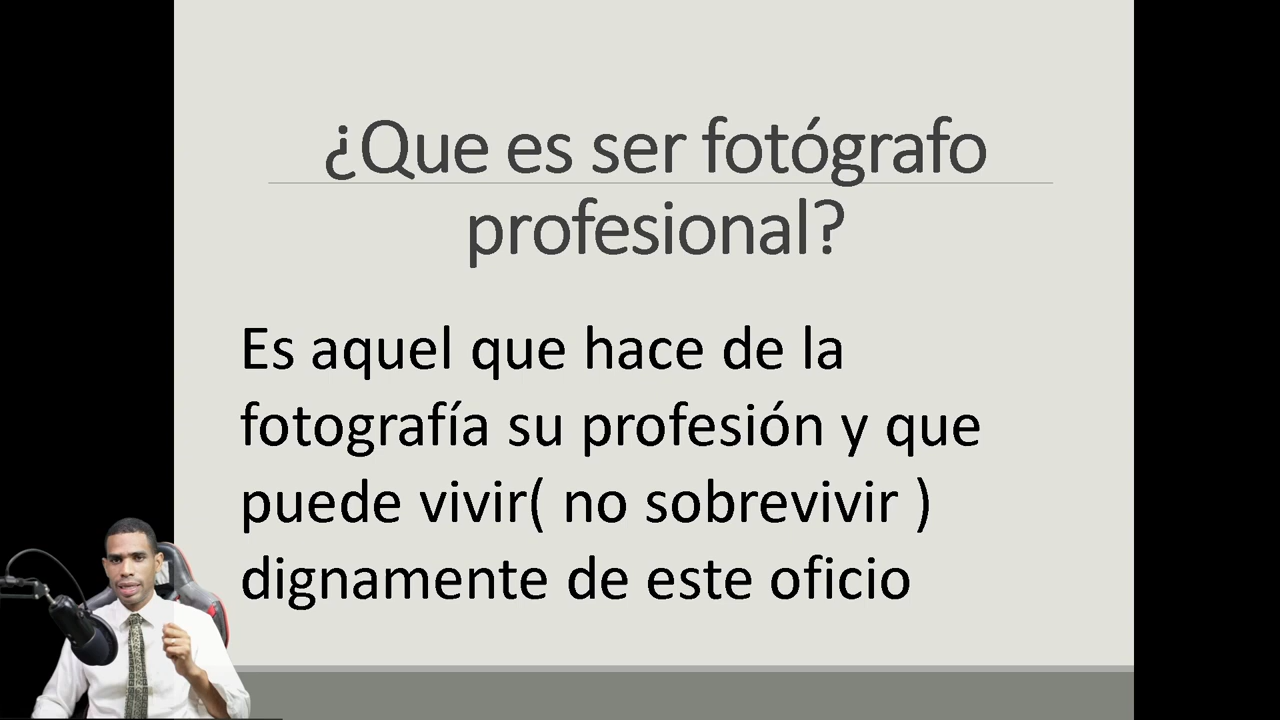 ¿Que es ser fotógrafo
profesional?
Es aquel que hace de la
fotografía su profesión y que
puede vivir( no sobrevivir )
dignamente de este oficio